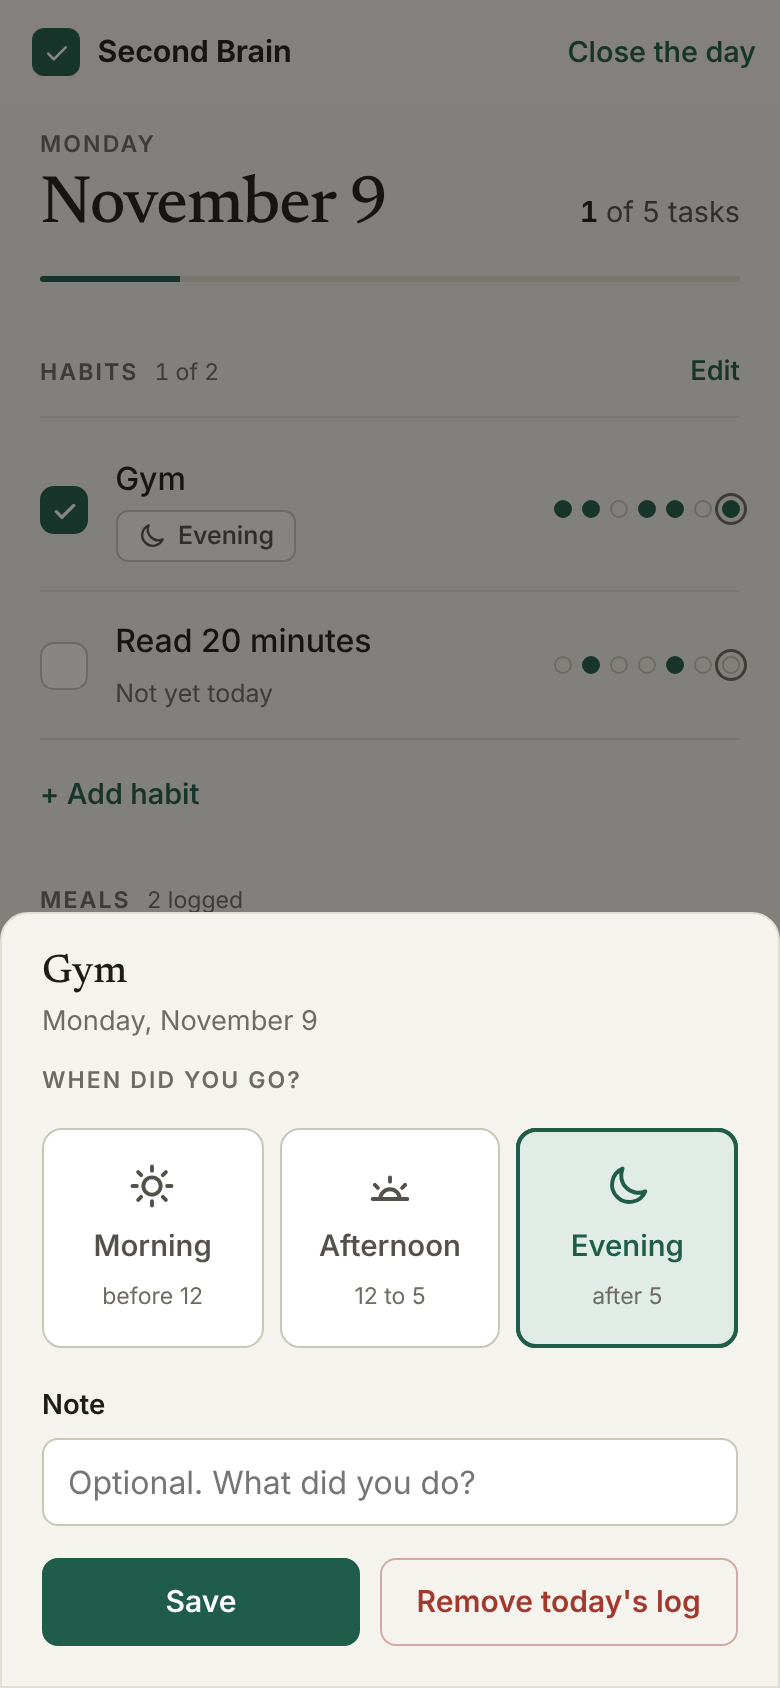 Second Brain
Close the day
MONDAY
November 9
1 of 5 tasks
HABITS 1 of 2
Edit
Gym
Evening
Read 20 minutes
Not yet today
+ Add habit
MEALS 2 logged
Gym
Monday, November 9
WHEN DID YOU GO?
Morning
before 12
Afternoon
12 to 5
Evening
after 5
Note
Optional. What did you do?
Save
Remove today's log